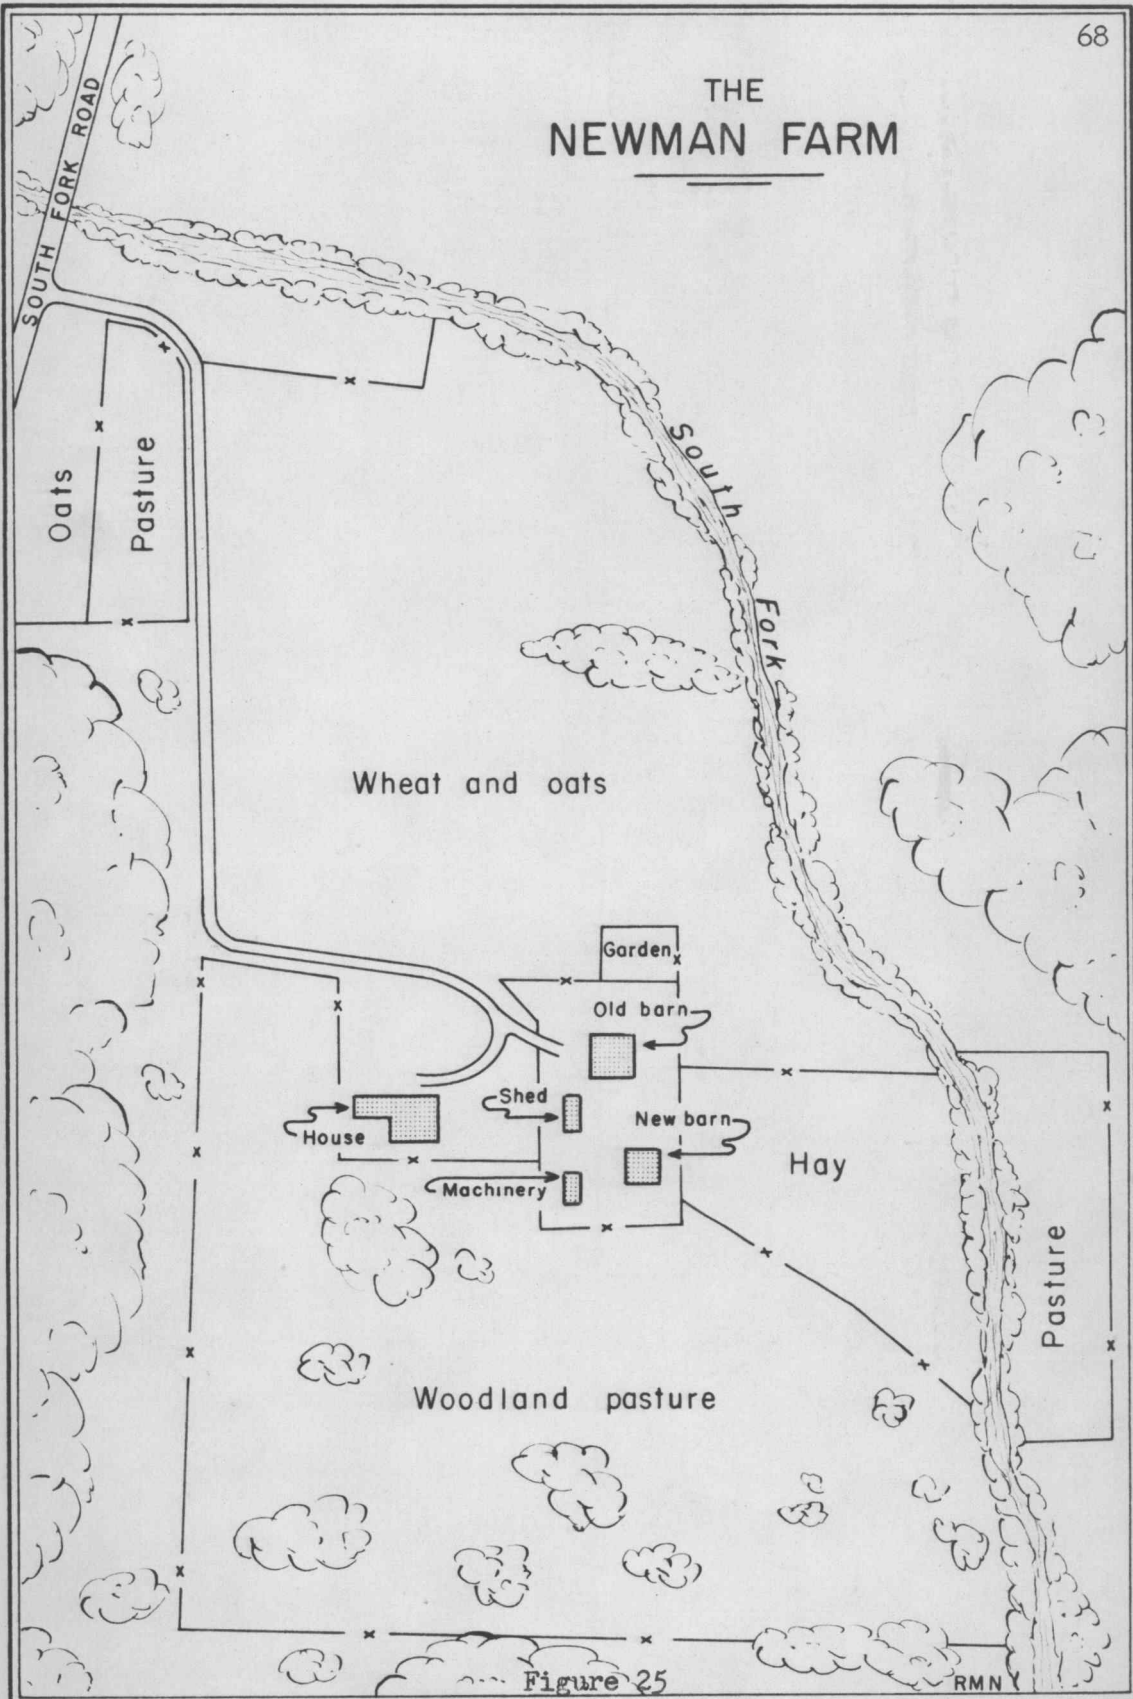 68
THE
NEWMAN FARM
SOUTH FORK ROAD
Oats
Pasture
South Fork
Wheat and oats
Garden
Old barn
Shed
New barn
House
Machinery
Hay
Pasture
Woodland pasture
Figure 25
RMN